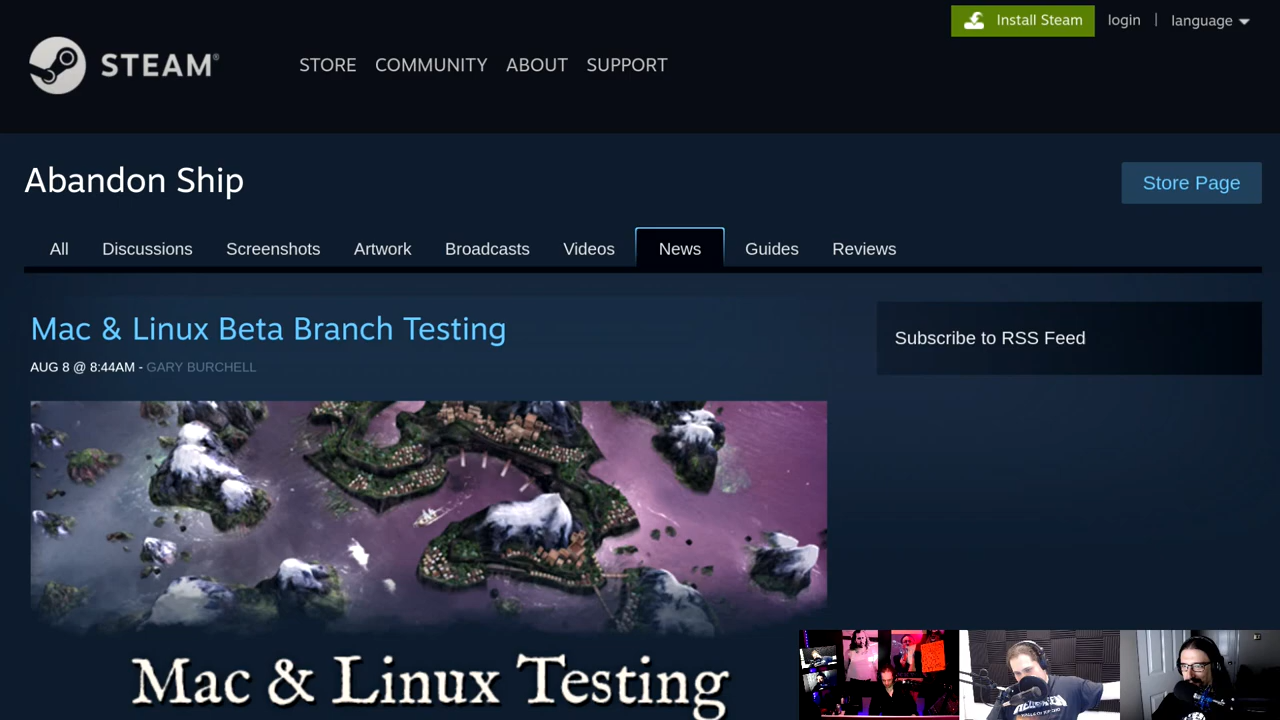 Install Steam login | language
STEAM®
STORE COMMUNITY ABOUT SUPPORT
Abandon Ship
Store Page
All Discussions Screenshots Artwork Broadcasts Videos News Guides Reviews
Mac & Linux Beta Branch Testing
AUG 8 @ 8:44AM - GARY BURCHELL
Subscribe to RSS Feed
Mac & Linux Testing